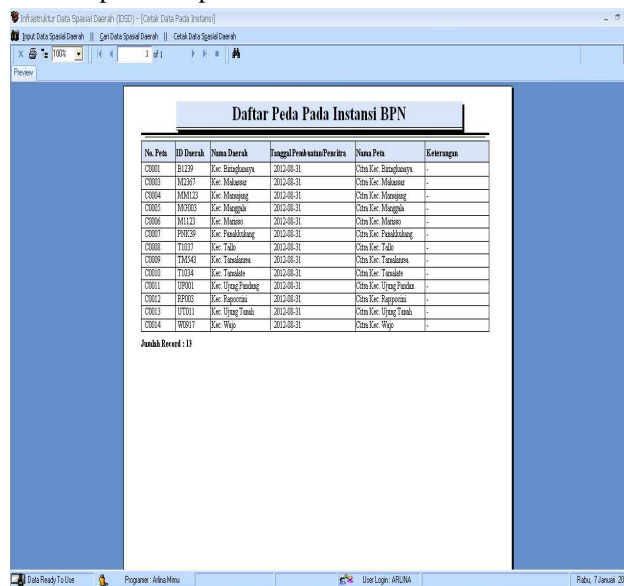 Infrastruktur Data Spasial Daerah (IDSD) - [Cetak Data Pada Instansi]
Input Data Spasial Daerah || Cari Data Spasial Daerah || Cetak Data Spasial Daerah
100% 1 of 1
Preview
Daftar Peda Pada Instansi BPN
No. Peta ID Daerah Nama Daerah Tanggal Pembuatan/Pencitra Nama Peta Keterangan
C0001 B1239 Kec. Biringkanaya 2012-08-31 Citra Kec. Biringkanaya -
C0003 M2367 Kec. Makassar 2012-08-31 Citra Kec. Makassar -
C0004 MM123 Kec. Mamajang 2012-08-31 Citra Kec. Mamajang -
C0005 MG003 Kec. Manggala 2012-08-31 Citra Kec. Manggala -
C0006 M1123 Kec. Mariso 2012-08-31 Citra Kec. Mariso -
C0007 PNK39 Kec. Panakkukang 2012-08-31 Citra Kec. Panakkukang -
C0008 T1037 Kec. Tallo 2012-08-31 Citra Kec. Tallo -
C0009 TM543 Kec. Tamalanrea 2012-08-31 Citra Kec. Tamalanrea -
C0010 T1034 Kec. Tamalate 2012-08-31 Citra Kec. Tamalate -
C0011 UP001 Kec. Ujung Pandang 2012-08-31 Citra Kec. Ujung Pandan -
C0012 RP003 Kec. Rappocini 2012-08-31 Citra Kec. Rappocini -
C0013 UT011 Kec. Ujung Tanah 2012-08-31 Citra Kec. Ujung Tanah -
C0014 W0917 Kec. Wajo 2012-08-31 Citra Kec. Wajo -
Jumlah Record : 13
Data Ready To Use Programer : Arlina Mimu User Login : ARLINA Rabu, 7 Januari 20